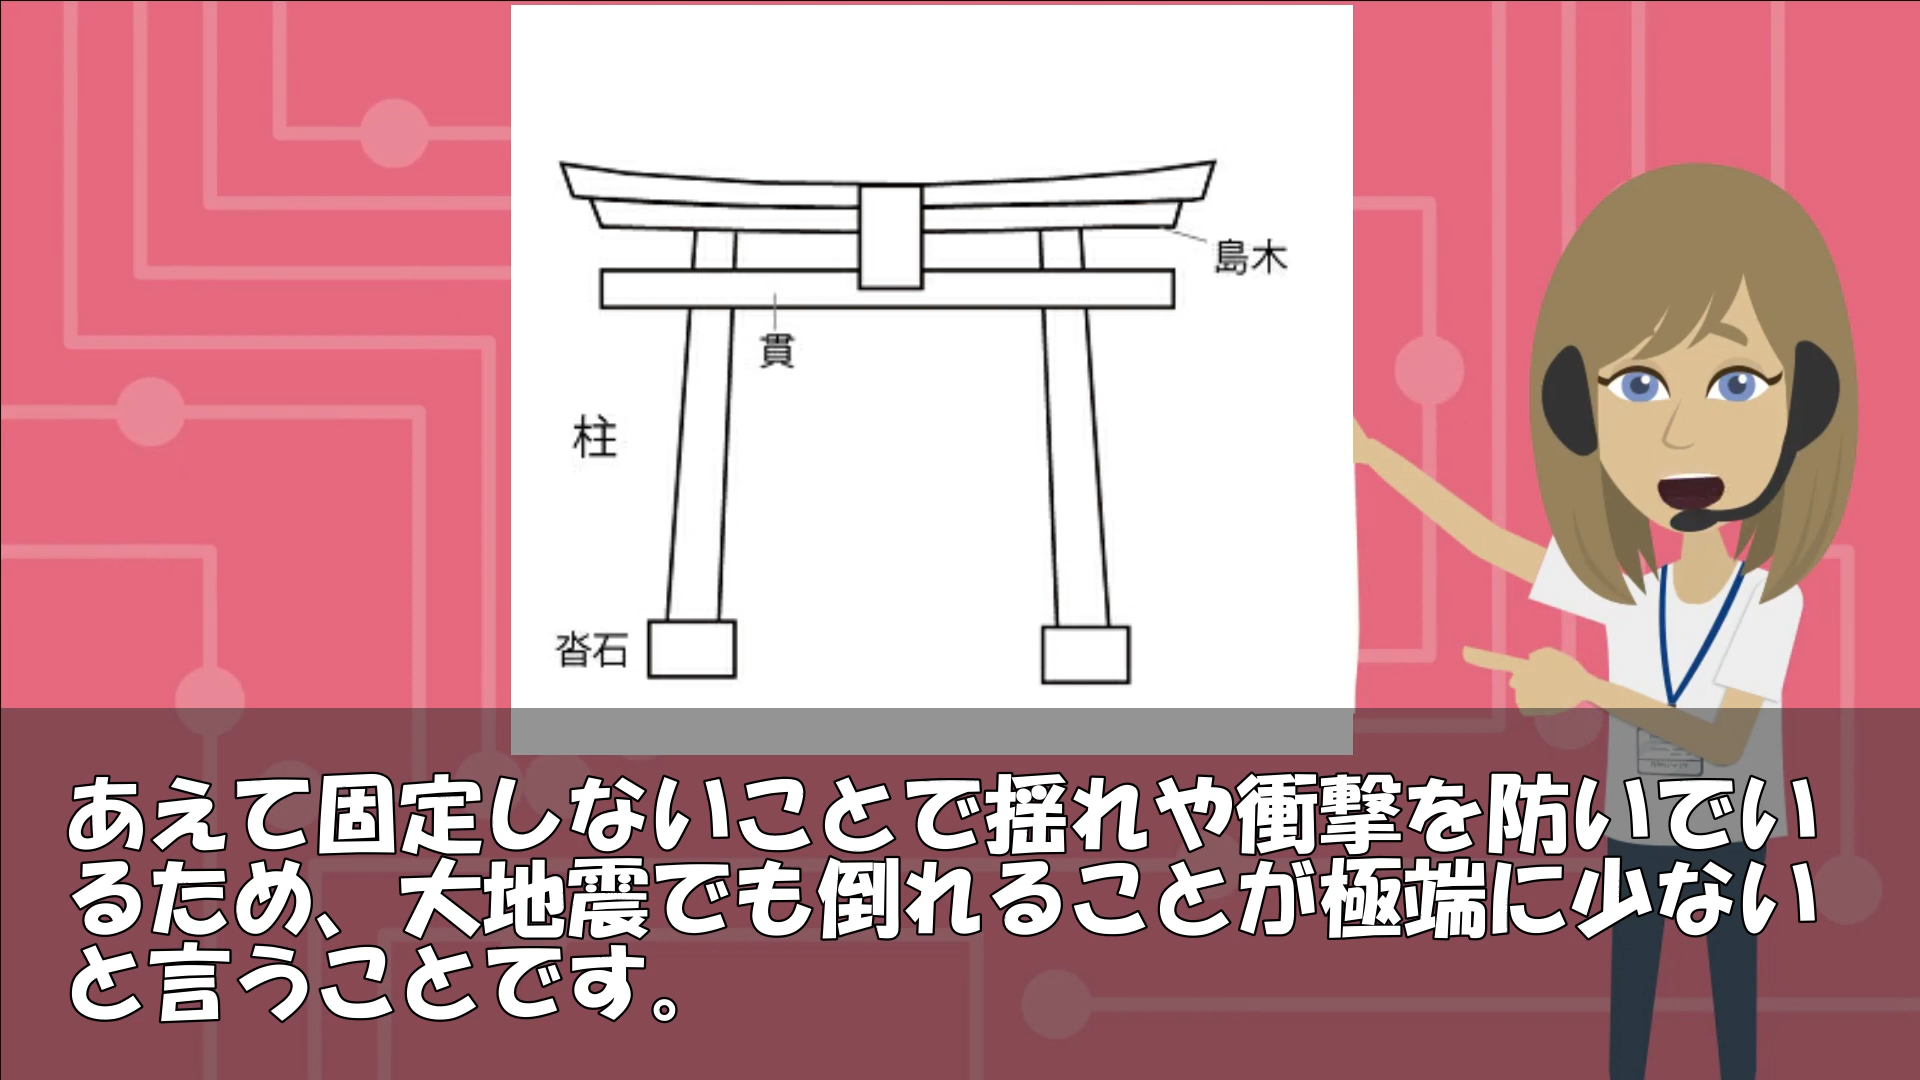 島木
貫
柱
沓石
あえて固定しないことで揺れや衝撃を防いでい
るため、大地震でも倒れることが極端に少ない
と言うことです。